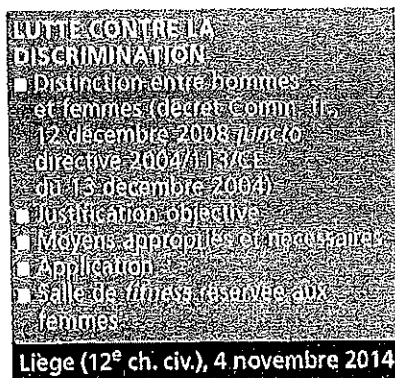 LUTTE CONTRE LA
DISCRIMINATION
■ Distinction entre hommes
et femmes (décret Comm. fr.,
12 décembre 2008 juncto
directive 2004/113/CE
du 13 décembre 2004)
■ Justification objective
■ Moyens appropriés et nécessaires
■ Application
■ Salle de fitness réservée aux
femmes
Liège (12e ch. civ.), 4 novembre 2014